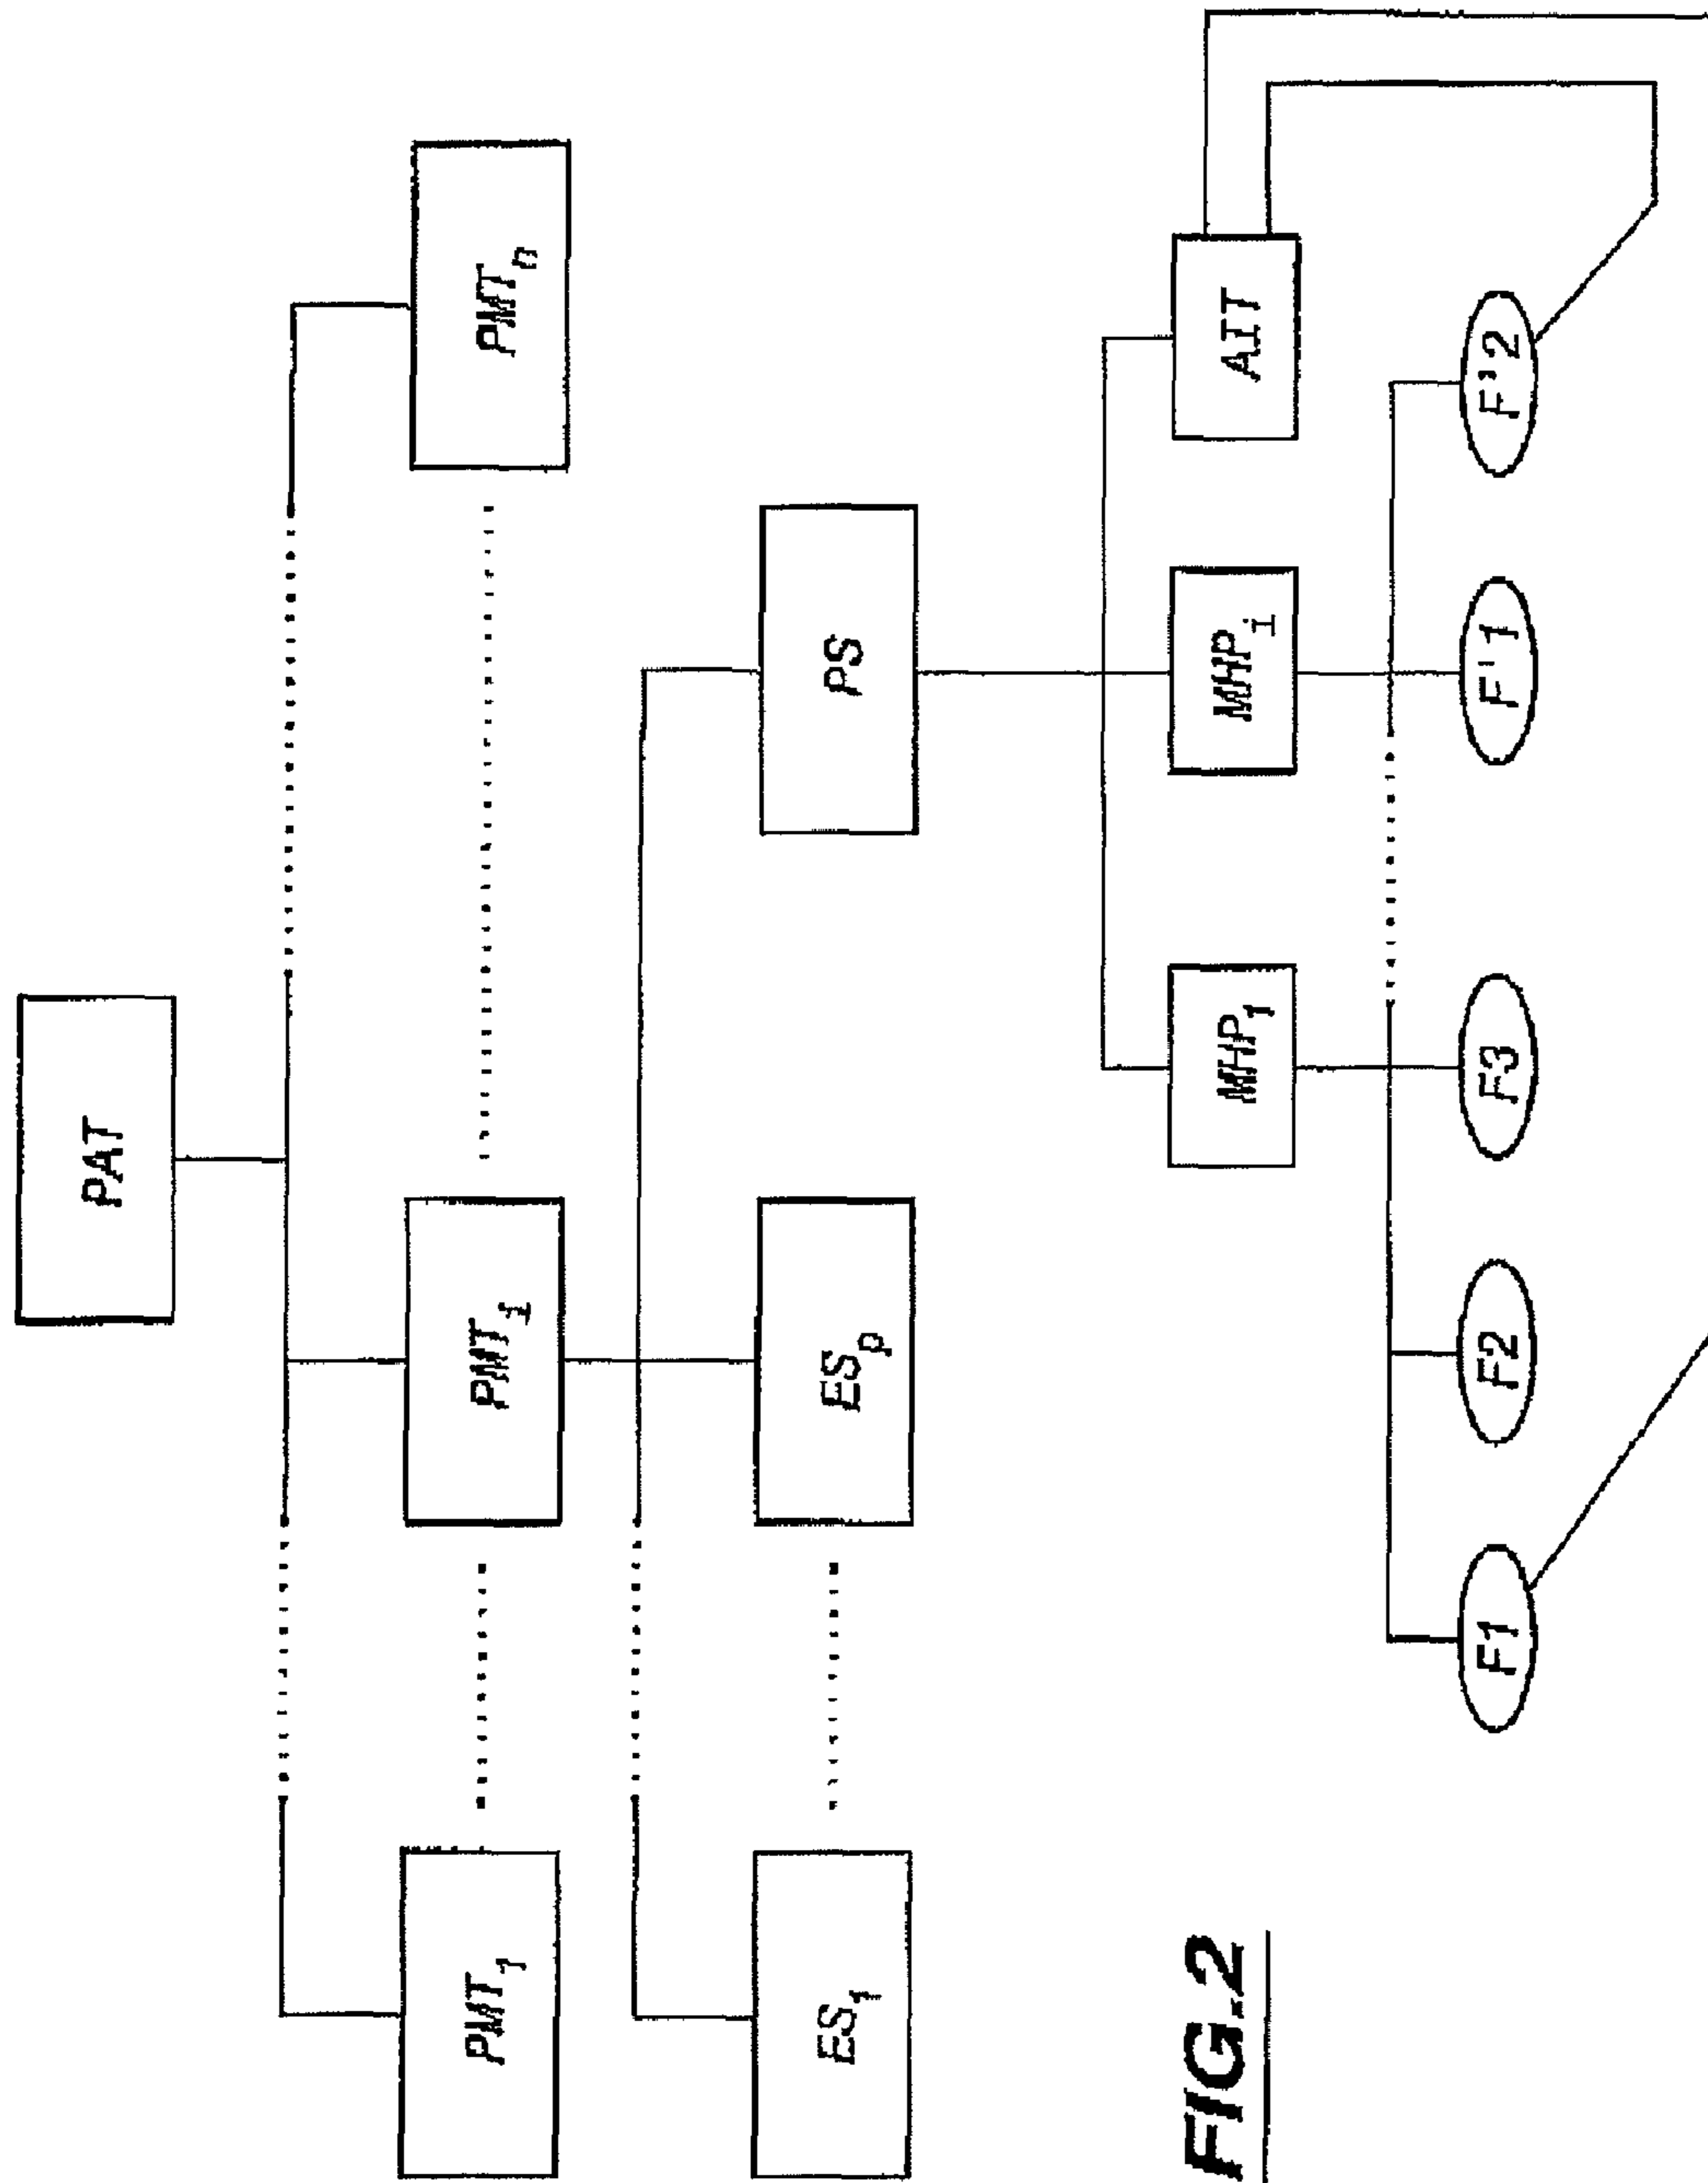 PAT
PMT₁
PMTᵢ
PMTₙ
ES₁
ESₚ
PS
FIG.2
MHP₁
MHPᵢ
AIT
F1
F2
F3
F'1
F'2